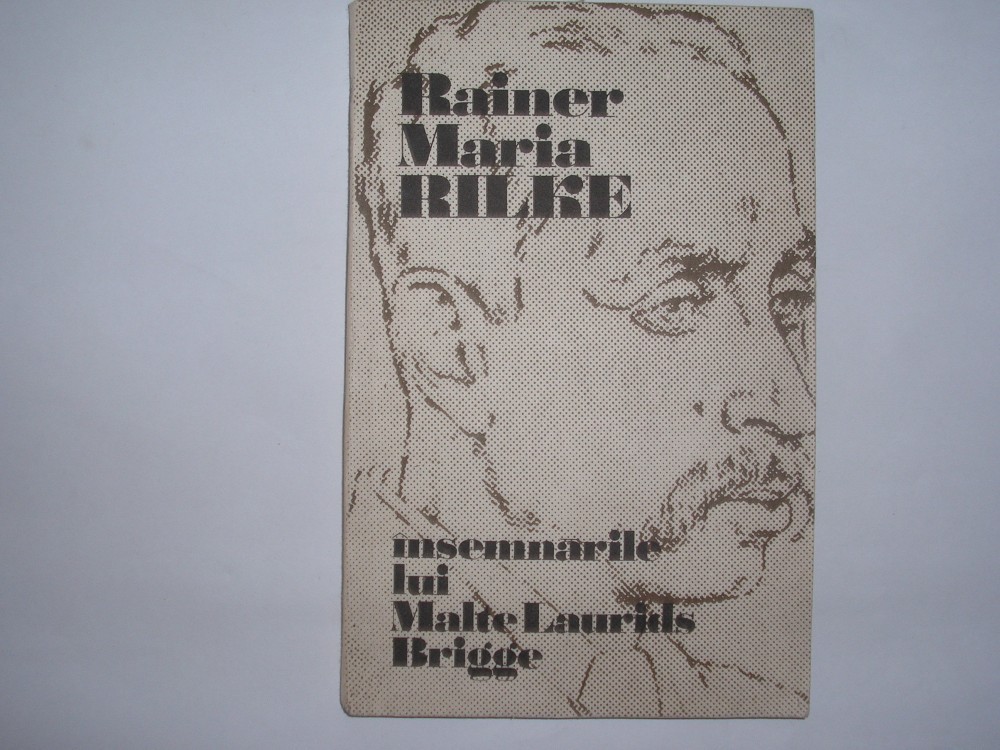 Rainer
Maria
RILKE
însemnările
lui
Malte Laurids
Brigge